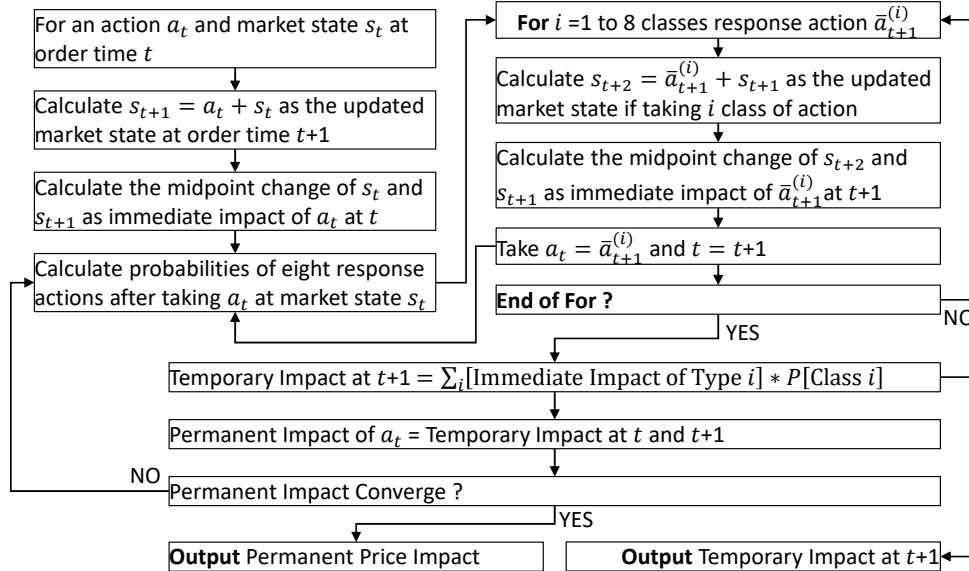 For an action $a_t$ and market state $s_t$ at
order time $t$
Calculate $s_{t+1} = a_t + s_t$ as the updated
market state at order time $t$+1
Calculate the midpoint change of $s_t$ and
$s_{t+1}$ as immediate impact of $a_t$ at $t$
Calculate probabilities of eight response
actions after taking $a_t$ at market state $s_t$
For $i$ =1 to 8 classes response action $\bar{a}_{t+1}^{(i)}$
Calculate $s_{t+2} = \bar{a}_{t+1}^{(i)} + s_{t+1}$ as the updated
market state if taking $i$ class of action
Calculate the midpoint change of $s_{t+2}$ and
$s_{t+1}$ as immediate impact of $\bar{a}_{t+1}^{(i)}$ at $t$+1
Take $a_t = \bar{a}_{t+1}^{(i)}$ and $t = t$+1
End of For ?
NO
YES
Temporary Impact at $t$+1 = $\sum_i$[Immediate Impact of Type $i$] ∗ $P$[Class $i$]
Permanent Impact of $a_t$ = Temporary Impact at $t$ and $t$+1
NO
Permanent Impact Converge ?
YES
Output Permanent Price Impact
Output Temporary Impact at $t$+1